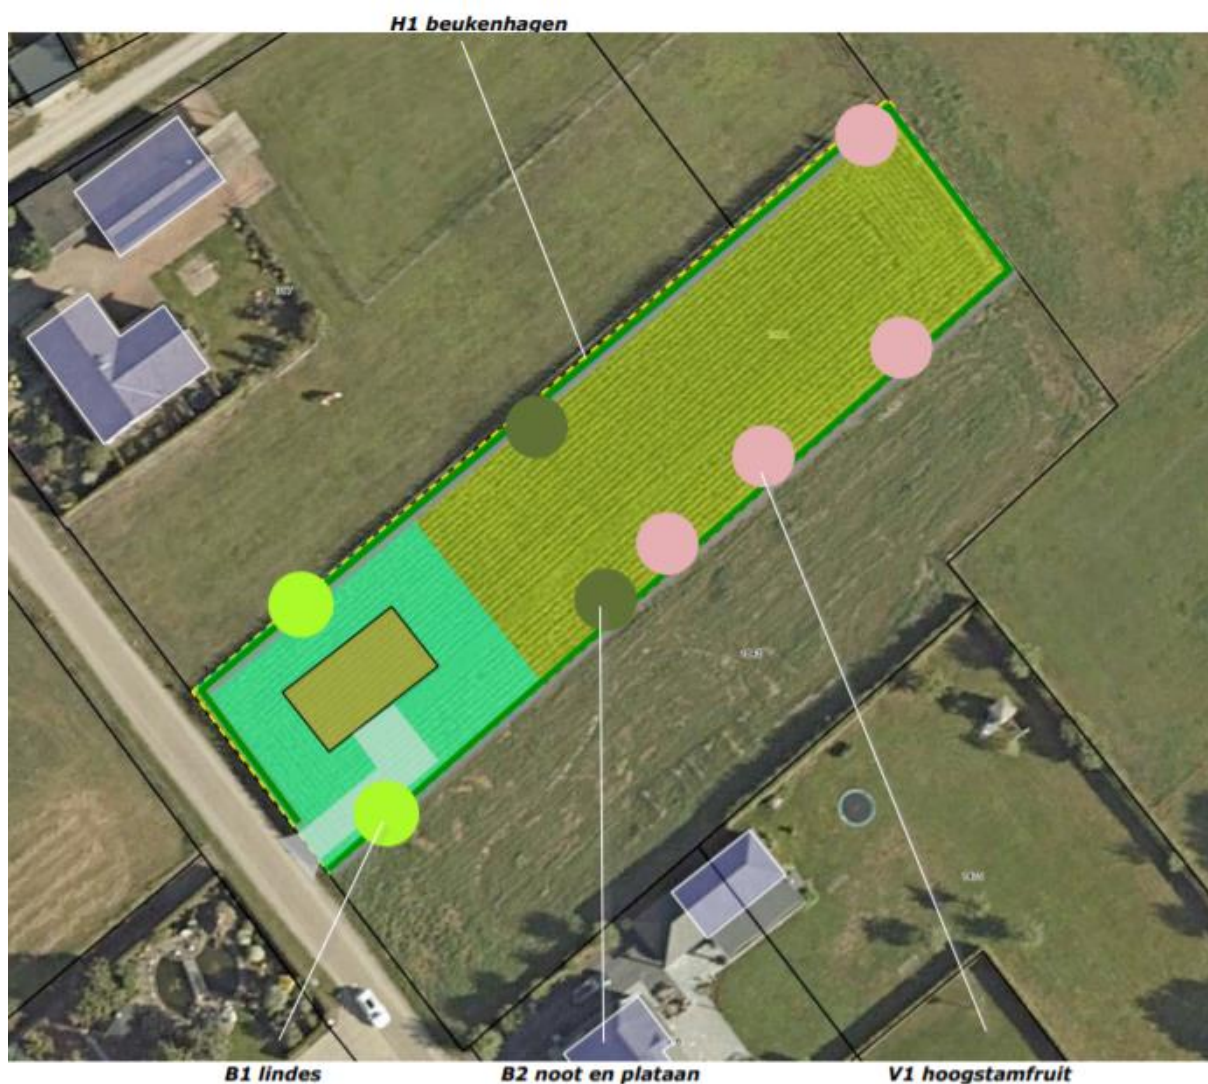 H1 beukenhagen
B1 lindes
B2 noot en plataan
V1 hoogstamfruit